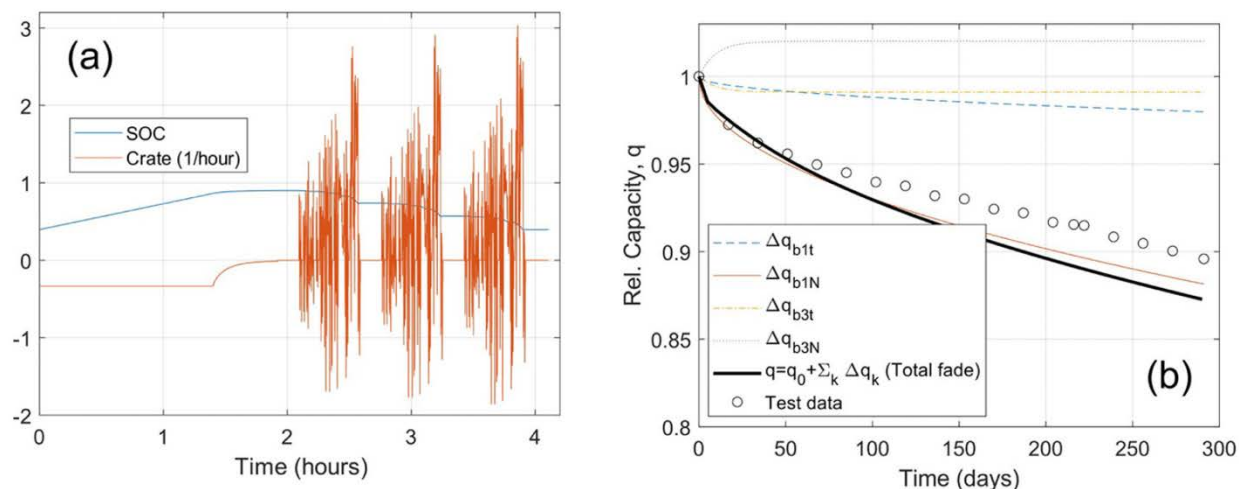 (a)
3
2
1
0
-1
-2
SOC
Crate (1/hour)
0
1
2
3
4
Time (hours)
Rel. Capacity, q
1
0.95
0.9
0.85
0.8
Δq_b1t
Δq_b1N
Δq_b3t
Δq_b3N
q=q_0+Σ_k Δq_k (Total fade)
Test data
(b)
0
50
100
150
200
250
300
Time (days)